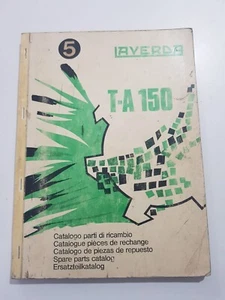 5
LAVERDA
T-A 150
Catalogo parti di ricambio
Catalogue pièces de rechange
Catalogo de piezas de repuesto
Spare parts catalog
Ersatzteilkatalog